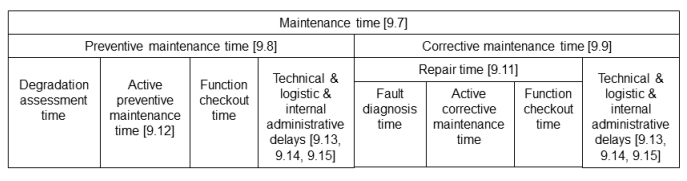 Maintenance time [9.7]
Preventive maintenance time [9.8]
Corrective maintenance time [9.9]
Degradation
assessment
time
Active
preventive
maintenance
time [9.12]
Function
checkout
time
Technical &
logistic &
internal
administrative
delays [9.13,
9.14, 9.15]
Repair time [9.11]
Fault
diagnosis
time
Active
corrective
maintenance
time
Function
checkout
time
Technical &
logistic &
internal
administrative
delays [9.13,
9.14, 9.15]